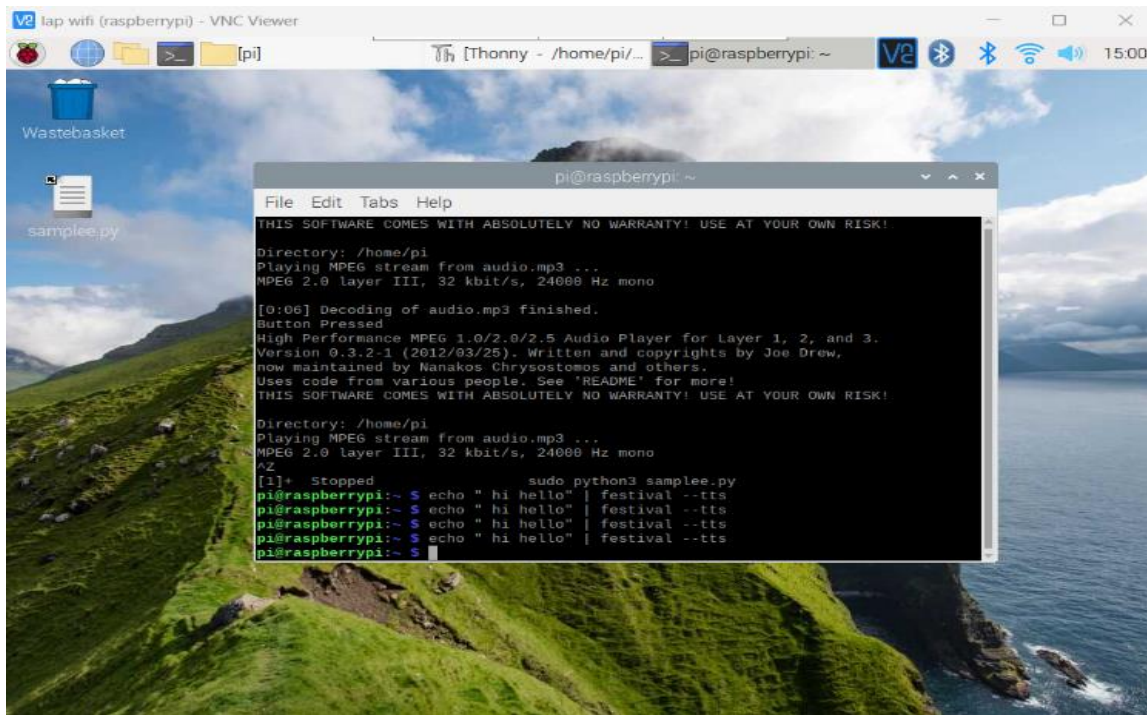 V2 lap wifi (raspberrypi) - VNC Viewer
[pi] [Thonny - /home/pi/... pi@raspberrypi: ~ 15:00
Wastebasket
samplee.py
pi@raspberrypi: ~
File Edit Tabs Help
THIS SOFTWARE COMES WITH ABSOLUTELY NO WARRANTY! USE AT YOUR OWN RISK!
Directory: /home/pi
Playing MPEG stream from audio.mp3 ...
MPEG 2.0 layer III, 32 kbit/s, 24000 Hz mono
[0:06] Decoding of audio.mp3 finished.
Button Pressed
High Performance MPEG 1.0/2.0/2.5 Audio Player for Layer 1, 2, and 3.
Version 0.3.2-1 (2012/03/25). Written and copyrights by Joe Drew,
now maintained by Nanakos Chrysostomos and others.
Uses code from various people. See 'README' for more!
THIS SOFTWARE COMES WITH ABSOLUTELY NO WARRANTY! USE AT YOUR OWN RISK!
Directory: /home/pi
Playing MPEG stream from audio.mp3 ...
MPEG 2.0 layer III, 32 kbit/s, 24000 Hz mono
^Z
[1]+ Stopped sudo python3 samplee.py
pi@raspberrypi:~ $ echo " hi hello" | festival --tts
pi@raspberrypi:~ $ echo " hi hello" | festival --tts
pi@raspberrypi:~ $ echo " hi hello" | festival --tts
pi@raspberrypi:~ $ echo " hi hello" | festival --tts
pi@raspberrypi:~ $